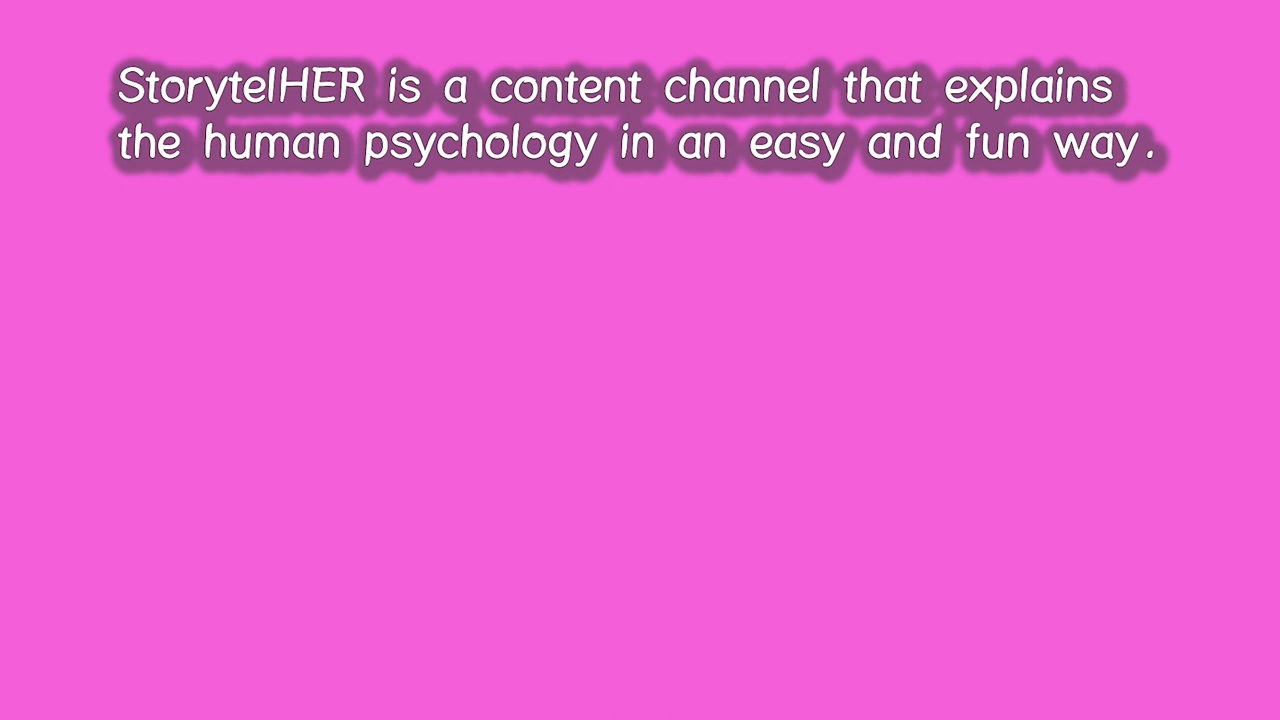 StorytelHER is a content channel that explains
the human psychology in an easy and fun way.